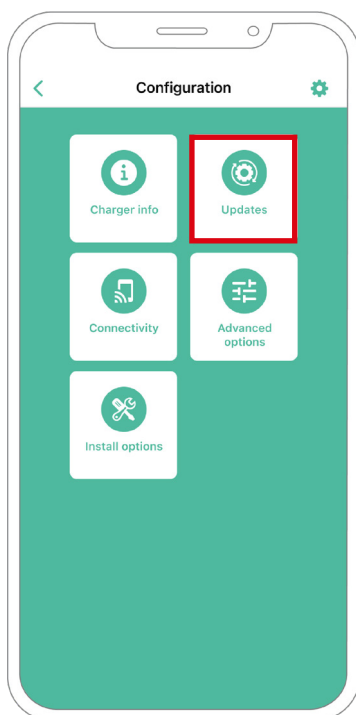 Configuration
Charger info
Updates
Connectivity
Advanced
options
Install options